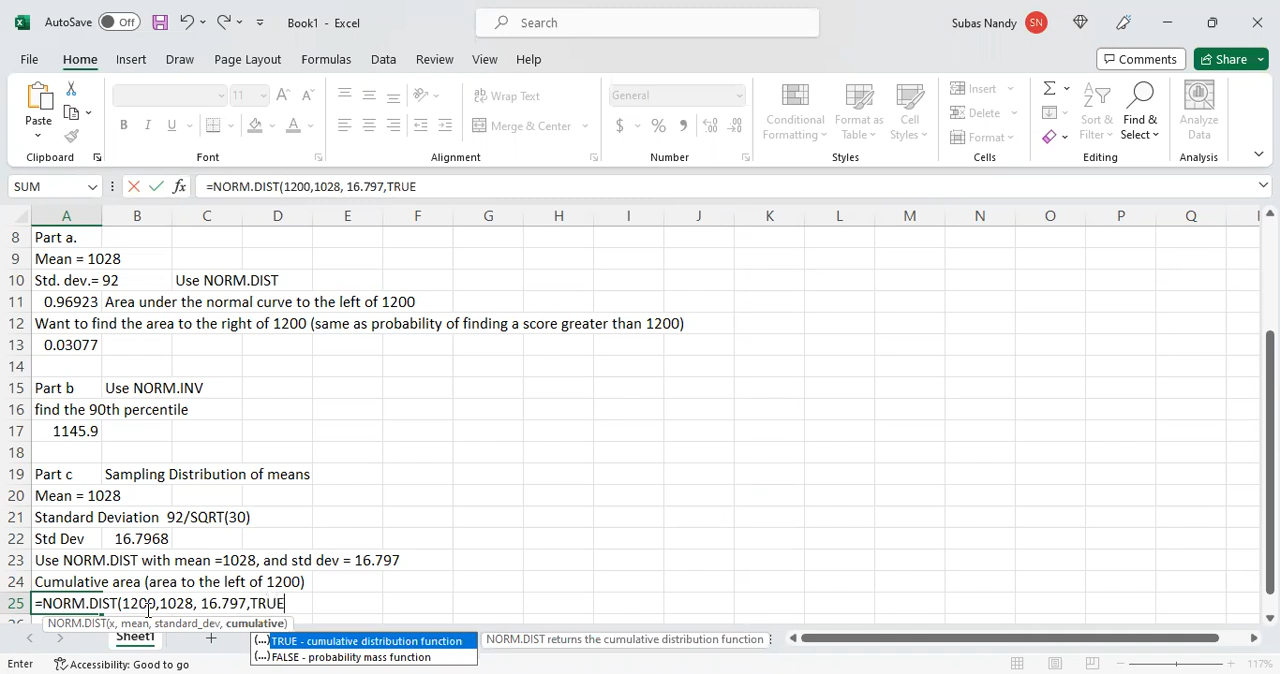 AutoSave Off Book1 - Excel Search Subas Nandy SN
File Home Insert Draw Page Layout Formulas Data Review View Help Comments Share
Paste 11 A A Wrap Text General Conditional Formatting Format as Table Cell Styles Insert Sort & Filter Find & Select Analyze Data
B I U A Merge & Center $ % Delete
Format
Clipboard Font Alignment Number Styles Cells Editing Analysis
SUM fx =NORM.DIST(1200,1028, 16.797,TRUE
A B C D E F G H I J K L M N O P Q
8 Part a.
9 Mean = 1028
10 Std. dev.= 92 Use NORM.DIST
11 0.96923 Area under the normal curve to the left of 1200
12 Want to find the area to the right of 1200 (same as probability of finding a score greater than 1200)
13 0.03077
14
15 Part b Use NORM.INV
16 find the 90th percentile
17 1145.9
18
19 Part c Sampling Distribution of means
20 Mean = 1028
21 Standard Deviation 92/SQRT(30)
22 Std Dev 16.7968
23 Use NORM.DIST with mean =1028, and std dev = 16.797
24 Cumulative area (area to the left of 1200)
25 =NORM.DIST(1200,1028, 16.797,TRUE
NORM.DIST(x, mean, standard_dev, cumulative)
Sheet1 (...) TRUE - cumulative distribution function NORM.DIST returns the cumulative distribution function
(...) FALSE - probability mass function
Enter Accessibility: Good to go 117%